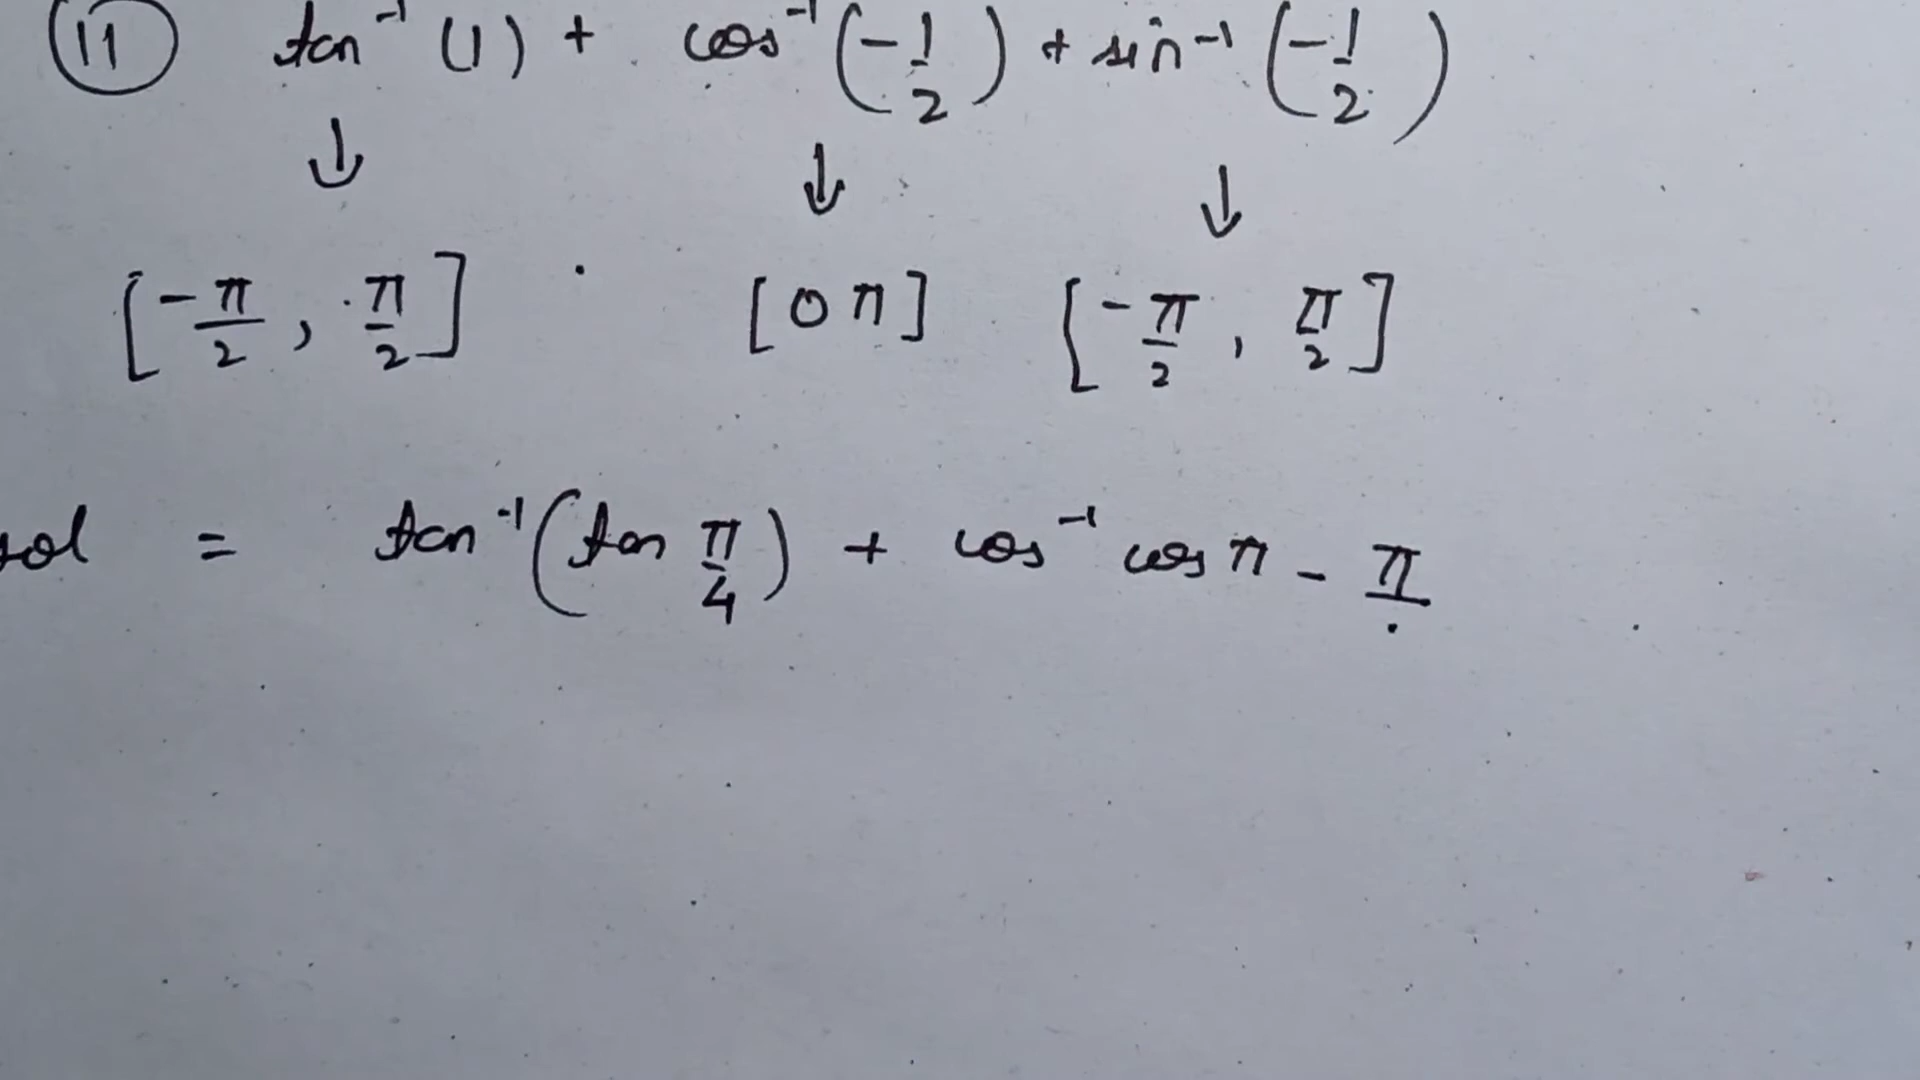 (11) tan⁻¹ (1) + cos⁻¹ (-1/2) + sin⁻¹ (-1/2)
↓ ↓ ↓
[-π/2, π/2] [0 π] [-π/2, π/2]
sol = tan⁻¹ (tan π/4) + cos⁻¹ cos π - π/